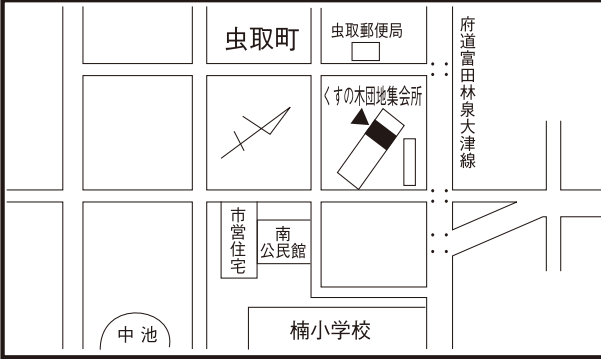 虫取町
虫取郵便局
府道富田林泉大津線
くすの木団地集会所
市営住宅
南
公民館
中池
楠小学校